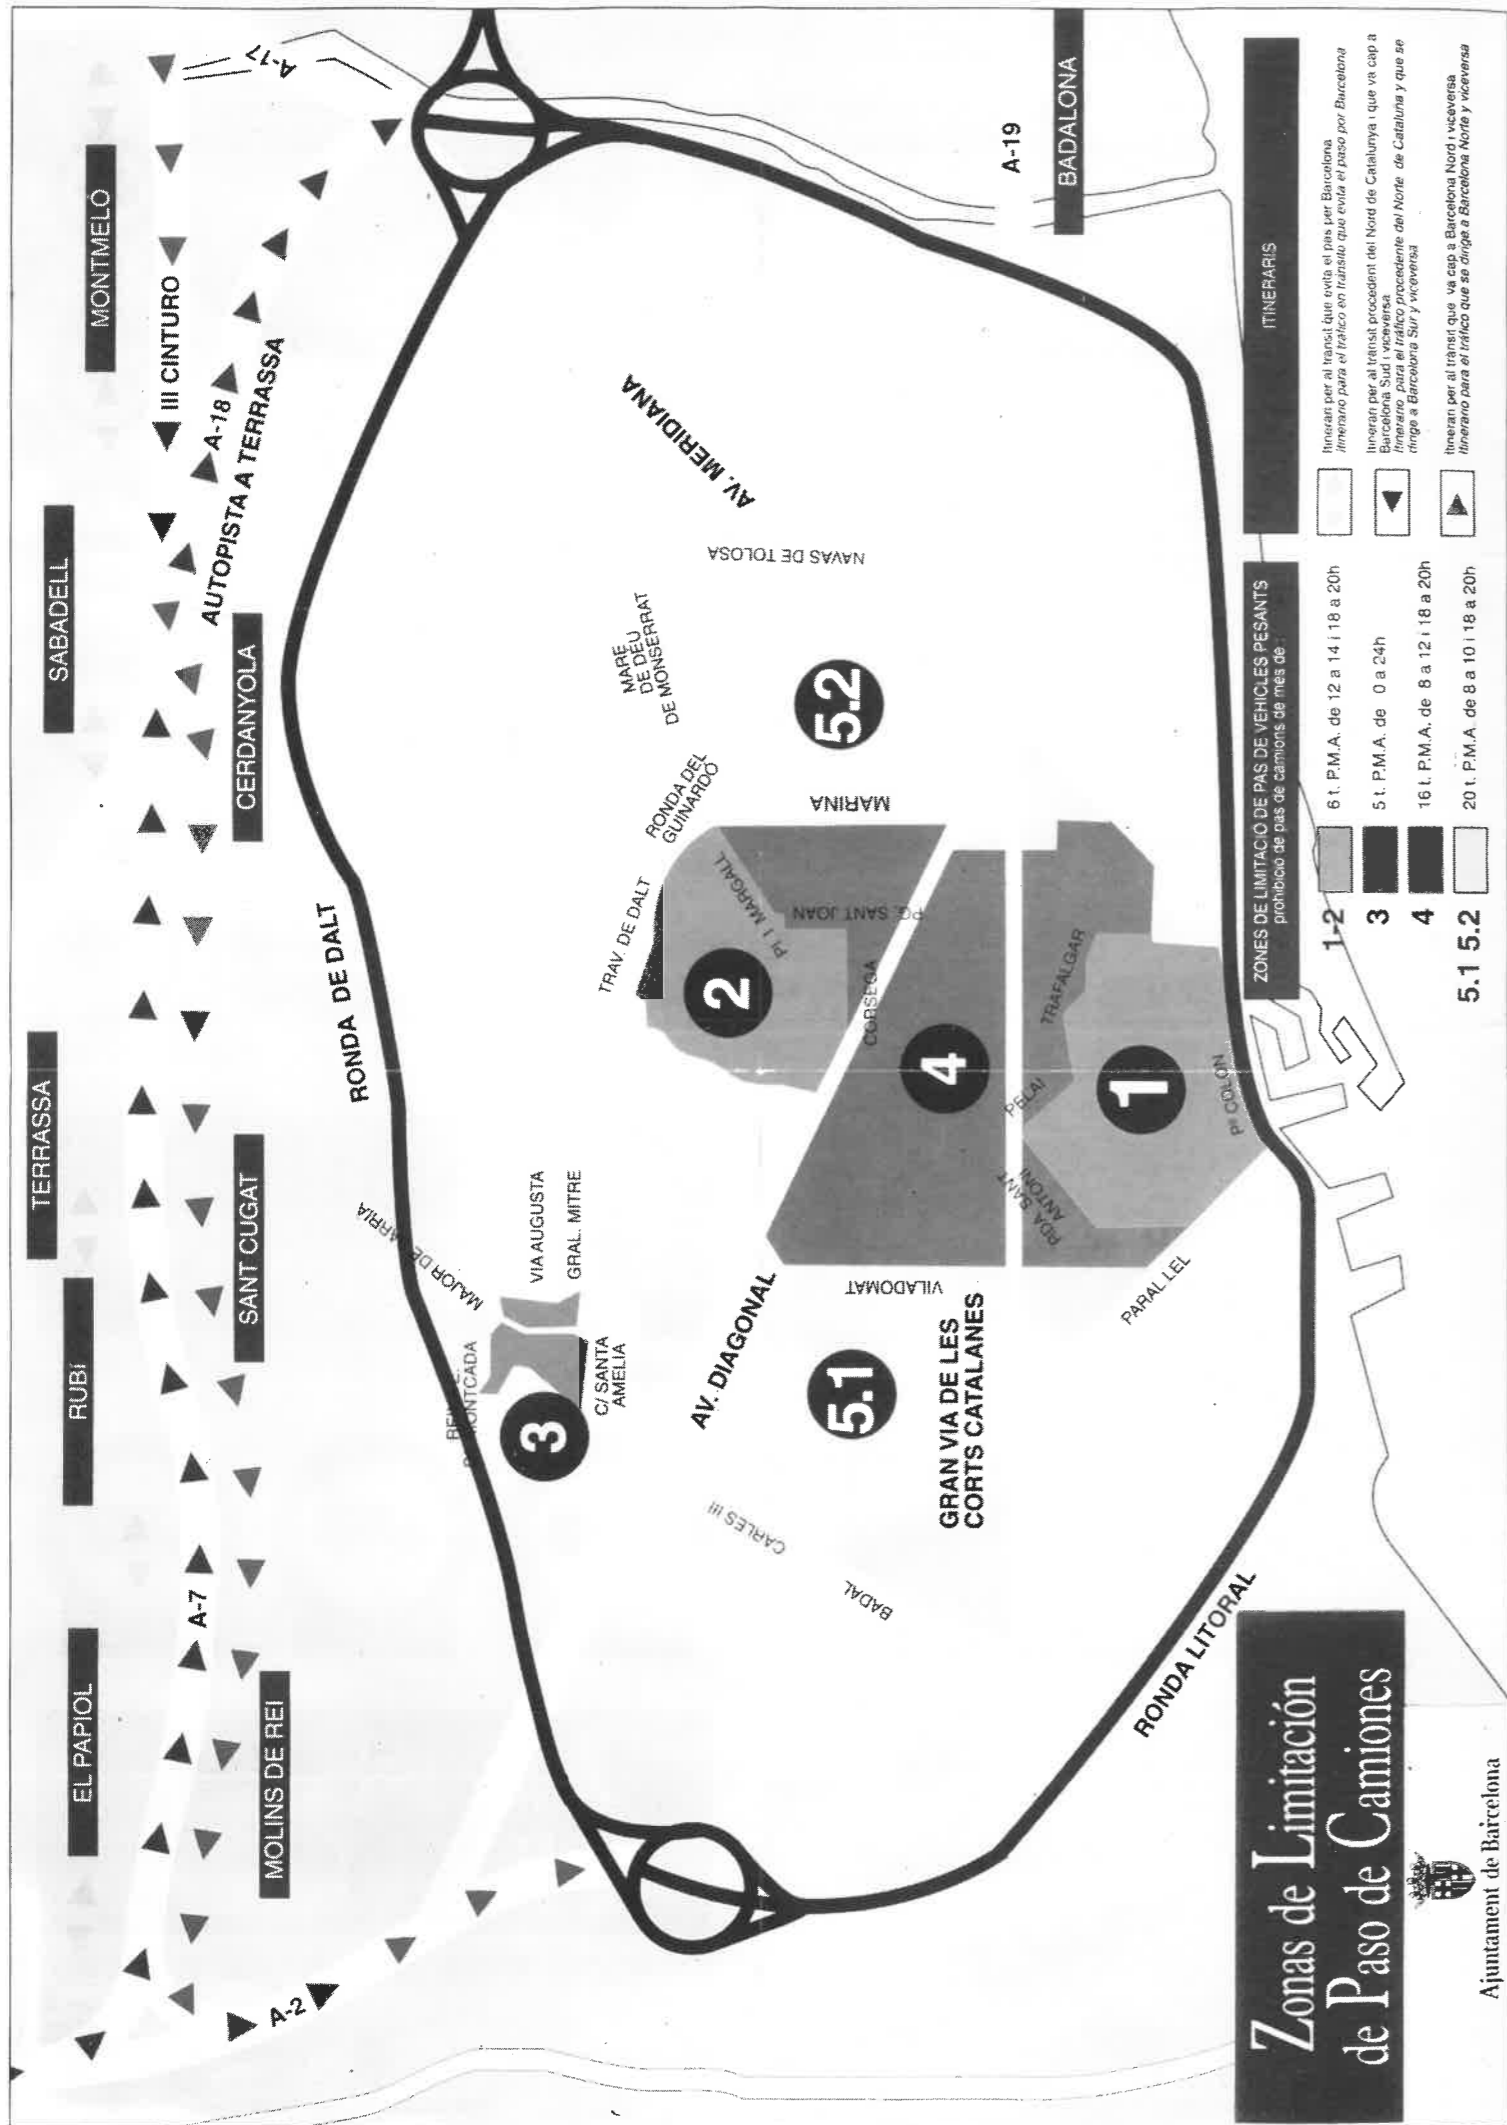 MONTMELO
SABADELL
TERRASSA
RUBÍ
EL PAPIOL
A-17
III CINTURO
A-18
AUTOPISTA A TERRASSA
CERDANYOLA
SANT CUGAT
A-7
MOLINS DE REI
A-2
RONDA DE DALT
MAJOR DE SARRIÀ
VIA AUGUSTA
GRAL. MITRE
MONTCADA
3
C/ SANTA
AMELIA
AV. MERIDIANA
NAVAS DE TOLOSA
MARE
DE DEU
DE MONSERRAT
RONDA DEL
GUINARDO
TRAV. DE DALT
PI. I MARGALL
2
5.2
MARINA
PG. SANT JOAN
CORSEGA
4
AV. DIAGONAL
VILADOMAT
5.1
CARLES III
BADAL
GRAN VIA DE LES
CORTS CATALANES
TRAFALGAR
PELAI
1
RDA. SANT
ANTONI
Pº COLON
PARAL LEL
RONDA LITORAL
A-19
BADALONA
Zonas de Limitación
de Paso de Camiones
Ajuntament de Barcelona
ZONES DE LIMITACIO DE PAS DE VEHICLES PESANTS
prohibició de pas de camions de més de :
1-2 6 t. P.M.A. de 12 a 14 i 18 a 20h
3 5 t. P.M.A. de 0 a 24h
4 16 t. P.M.A. de 8 a 12 i 18 a 20h
5.1 5.2 20 t. P.M.A. de 8 a 10 i 18 a 20h
ITINERARIS
Itinerari per al transit que evita el pas per Barcelona
Itinerario para el tráfico en tránsito que evita el paso por Barcelona
Itinerari per al trànsit procedent del Nord de Catalunya i que va cap a
Barcelona Sud i viceversa
Itinerario para el tráfico procedente del Norte de Cataluña y que se
dirige a Barcelona Sur y viceversa
Itinerari per al trànsit que va cap a Barcelona Nord i viceversa
Itinerario para el tráfico que se dirige a Barcelona Norte y viceversa